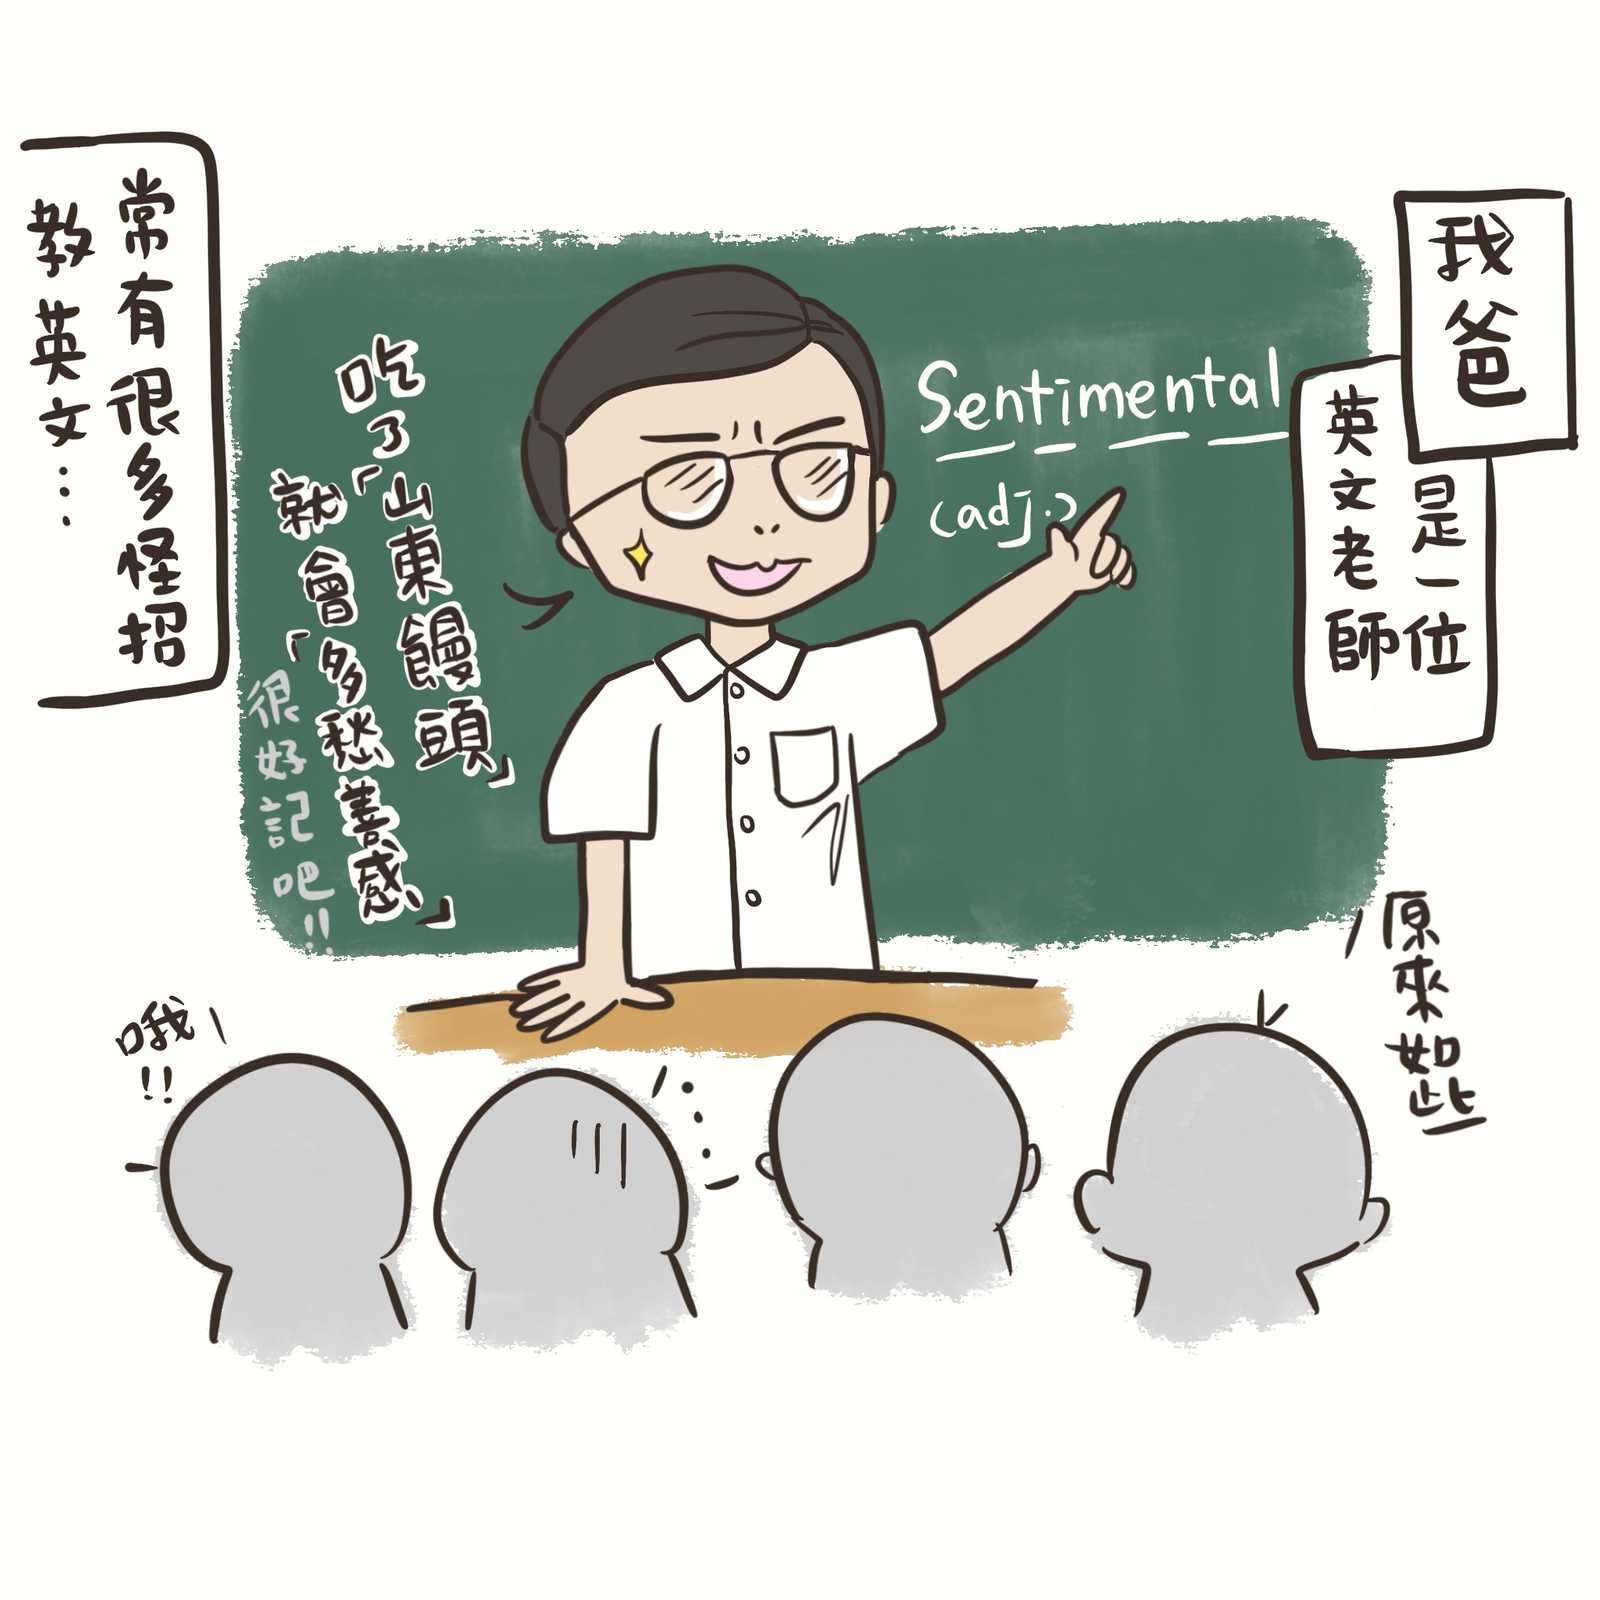 我爸
是一位
英文老師
Sentimental
(adj.)
吃了「山東饅頭」
就會「多愁善感」
很好記吧!!
常有很多怪招
教英文...
原來如此
...
哦!!